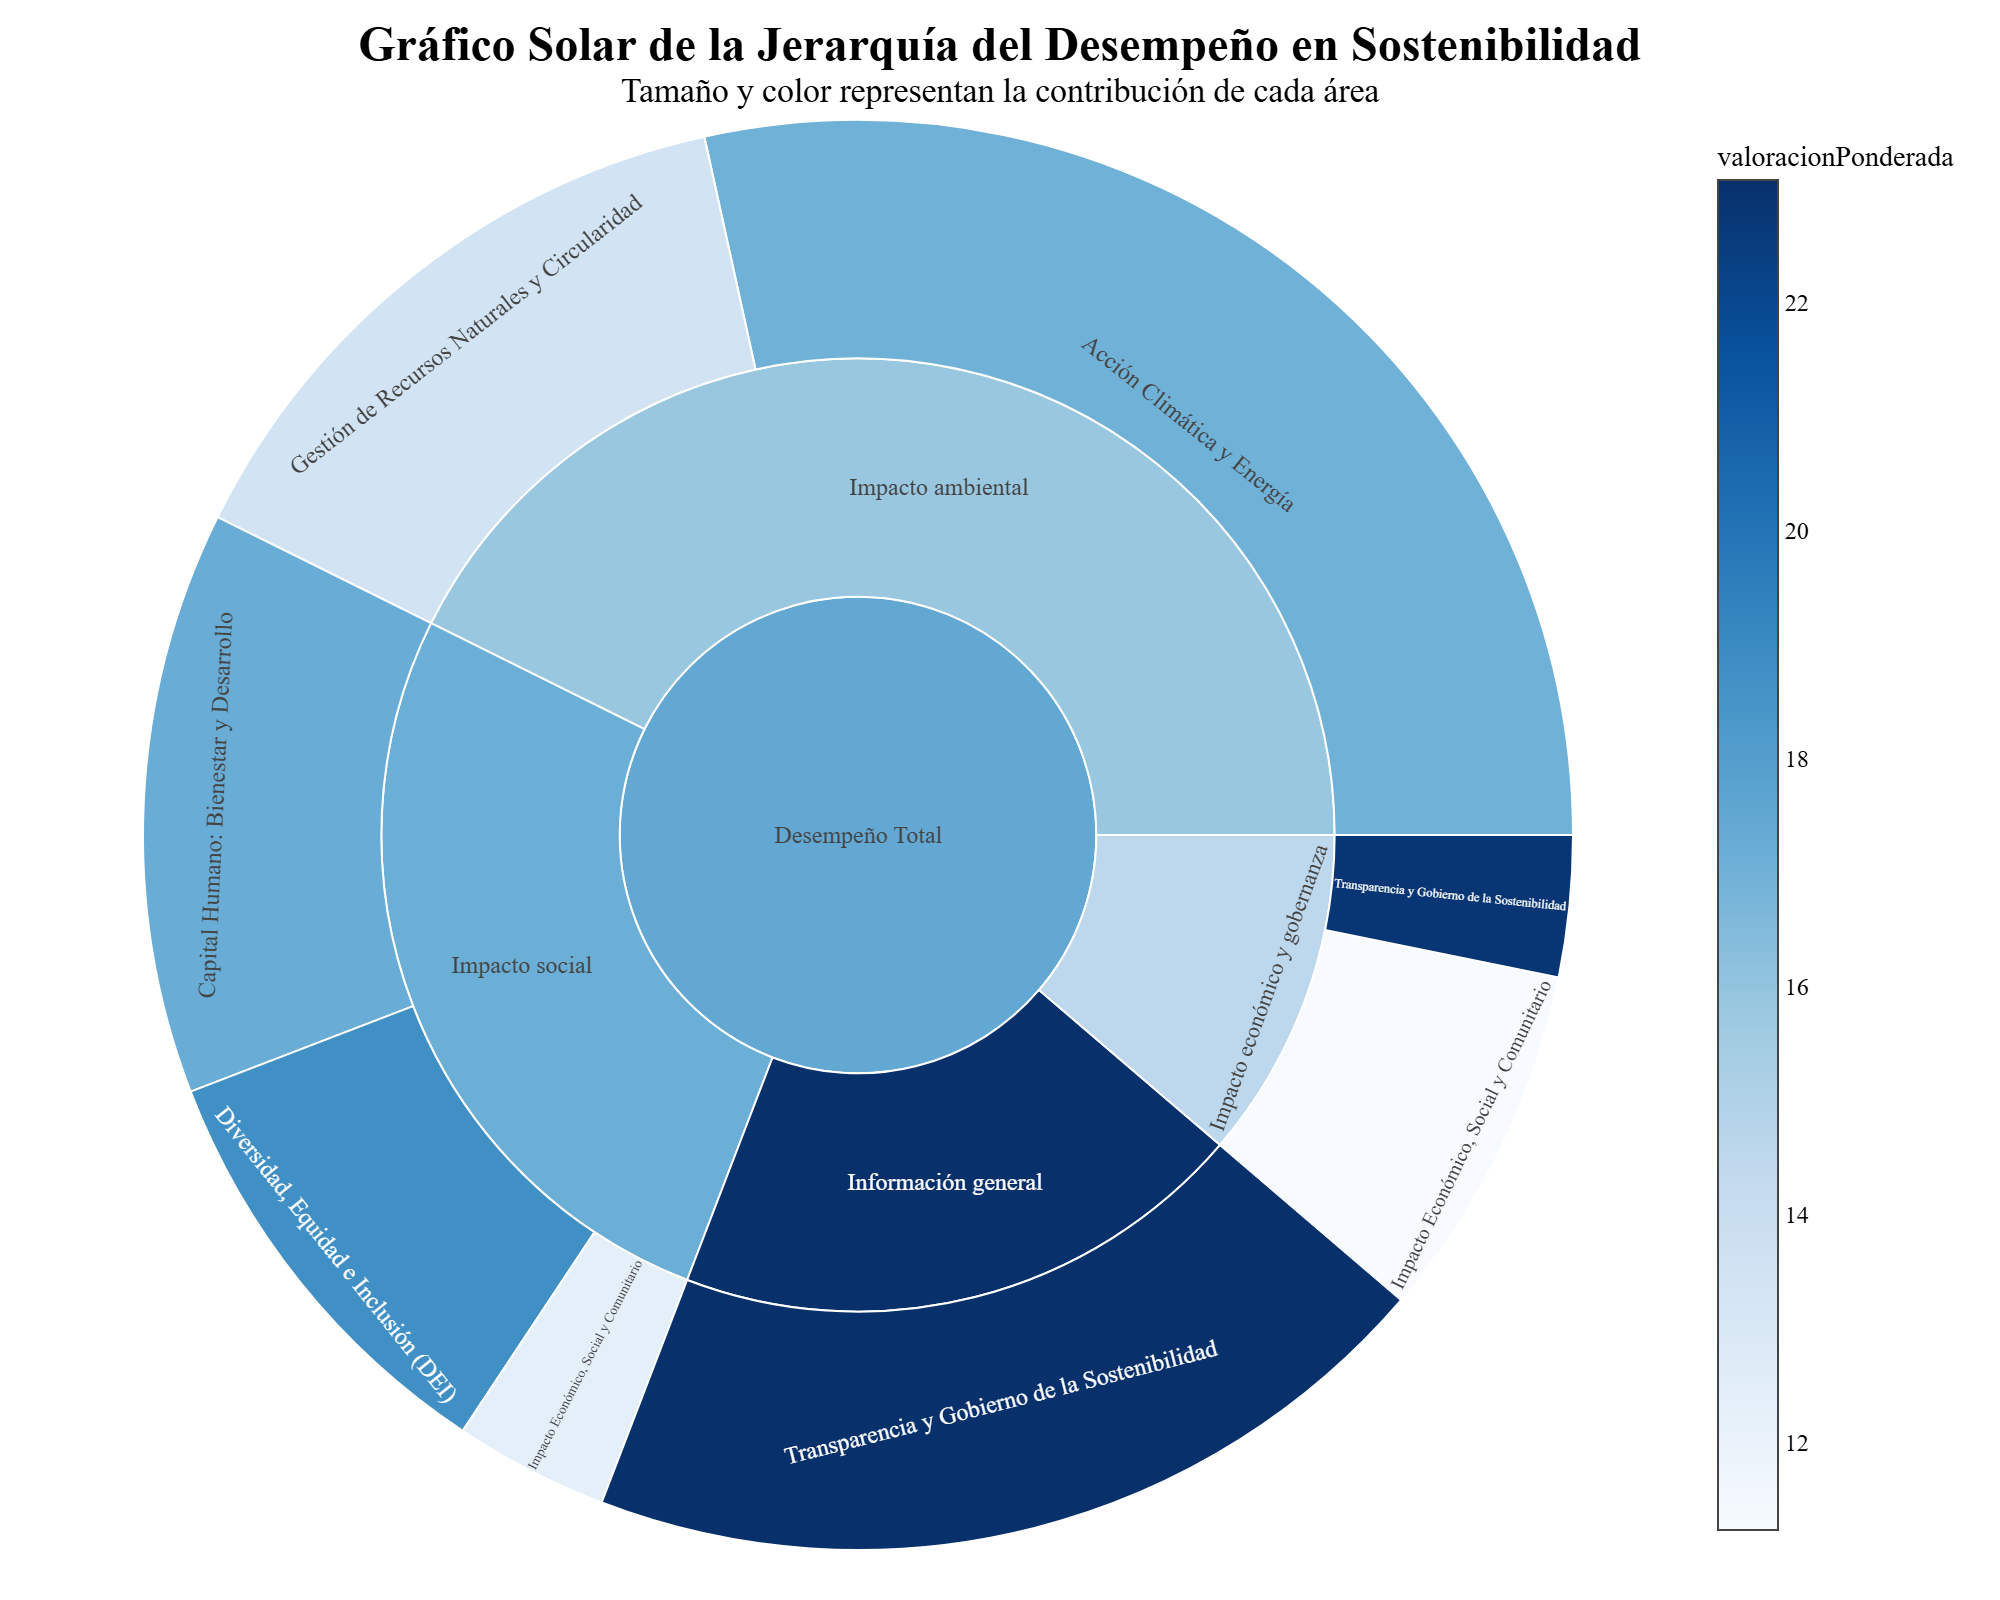 Gráfico Solar de la Jerarquía del Desempeño en Sostenibilidad
Tamaño y color representan la contribución de cada área
valoracionPonderada
22
20
18
16
14
12
Gestión de Recursos Naturales y Circularidad
Acción Climática y Energía
Impacto ambiental
Capital Humano: Bienestar y Desarrollo
Desempeño Total
Transparencia y Gobierno de la Sostenibilidad
Impacto económico y gobernanza
Impacto social
Impacto Económico, Social y Comunitario
Información general
Diversidad, Equidad e Inclusión (DEI)
Impacto Económico, Social y Comunitario
Transparencia y Gobierno de la Sostenibilidad